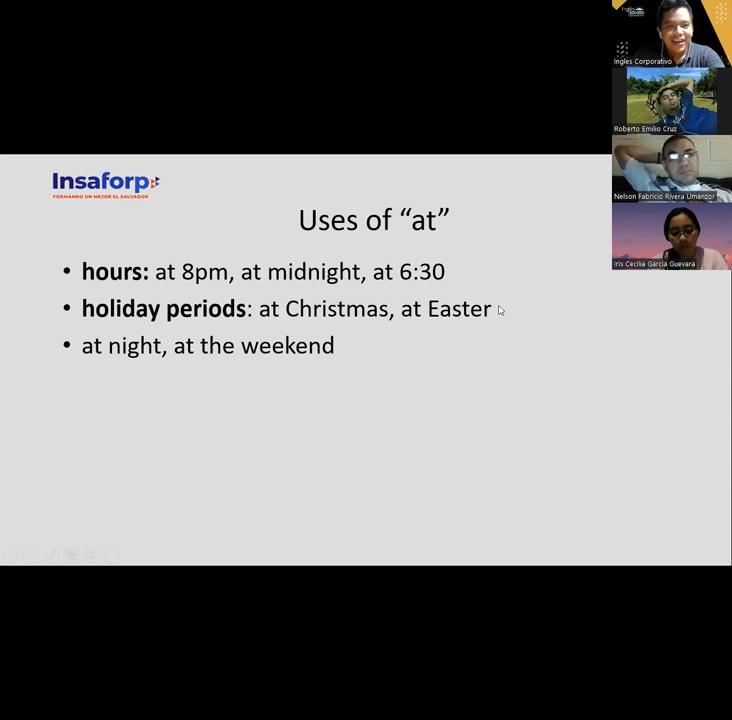 Insaforp
FORMANDO UN MEJOR EL SALVADOR
Uses of “at”
• hours: at 8pm, at midnight, at 6:30
• holiday periods: at Christmas, at Easter
• at night, at the weekend
Ingles Corporativo
Roberto Emilio Cruz
Nelson Fabricio Rivera Umanzor
Iris Cecilia García Guevara